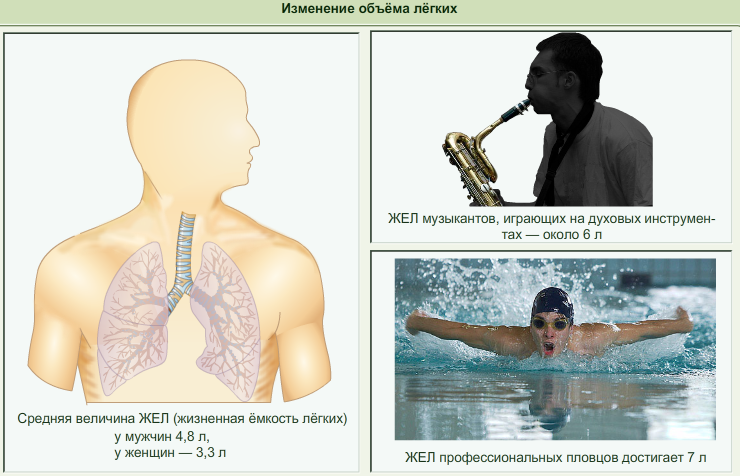 Изменение объёма лёгких
Средняя величина ЖЕЛ (жизненная ёмкость лёгких)
у мужчин 4,8 л,
у женщин — 3,3 л
ЖЕЛ музыкантов, играющих на духовых инструмен-
тах — около 6 л
ЖЕЛ профессиональных пловцов достигает 7 л